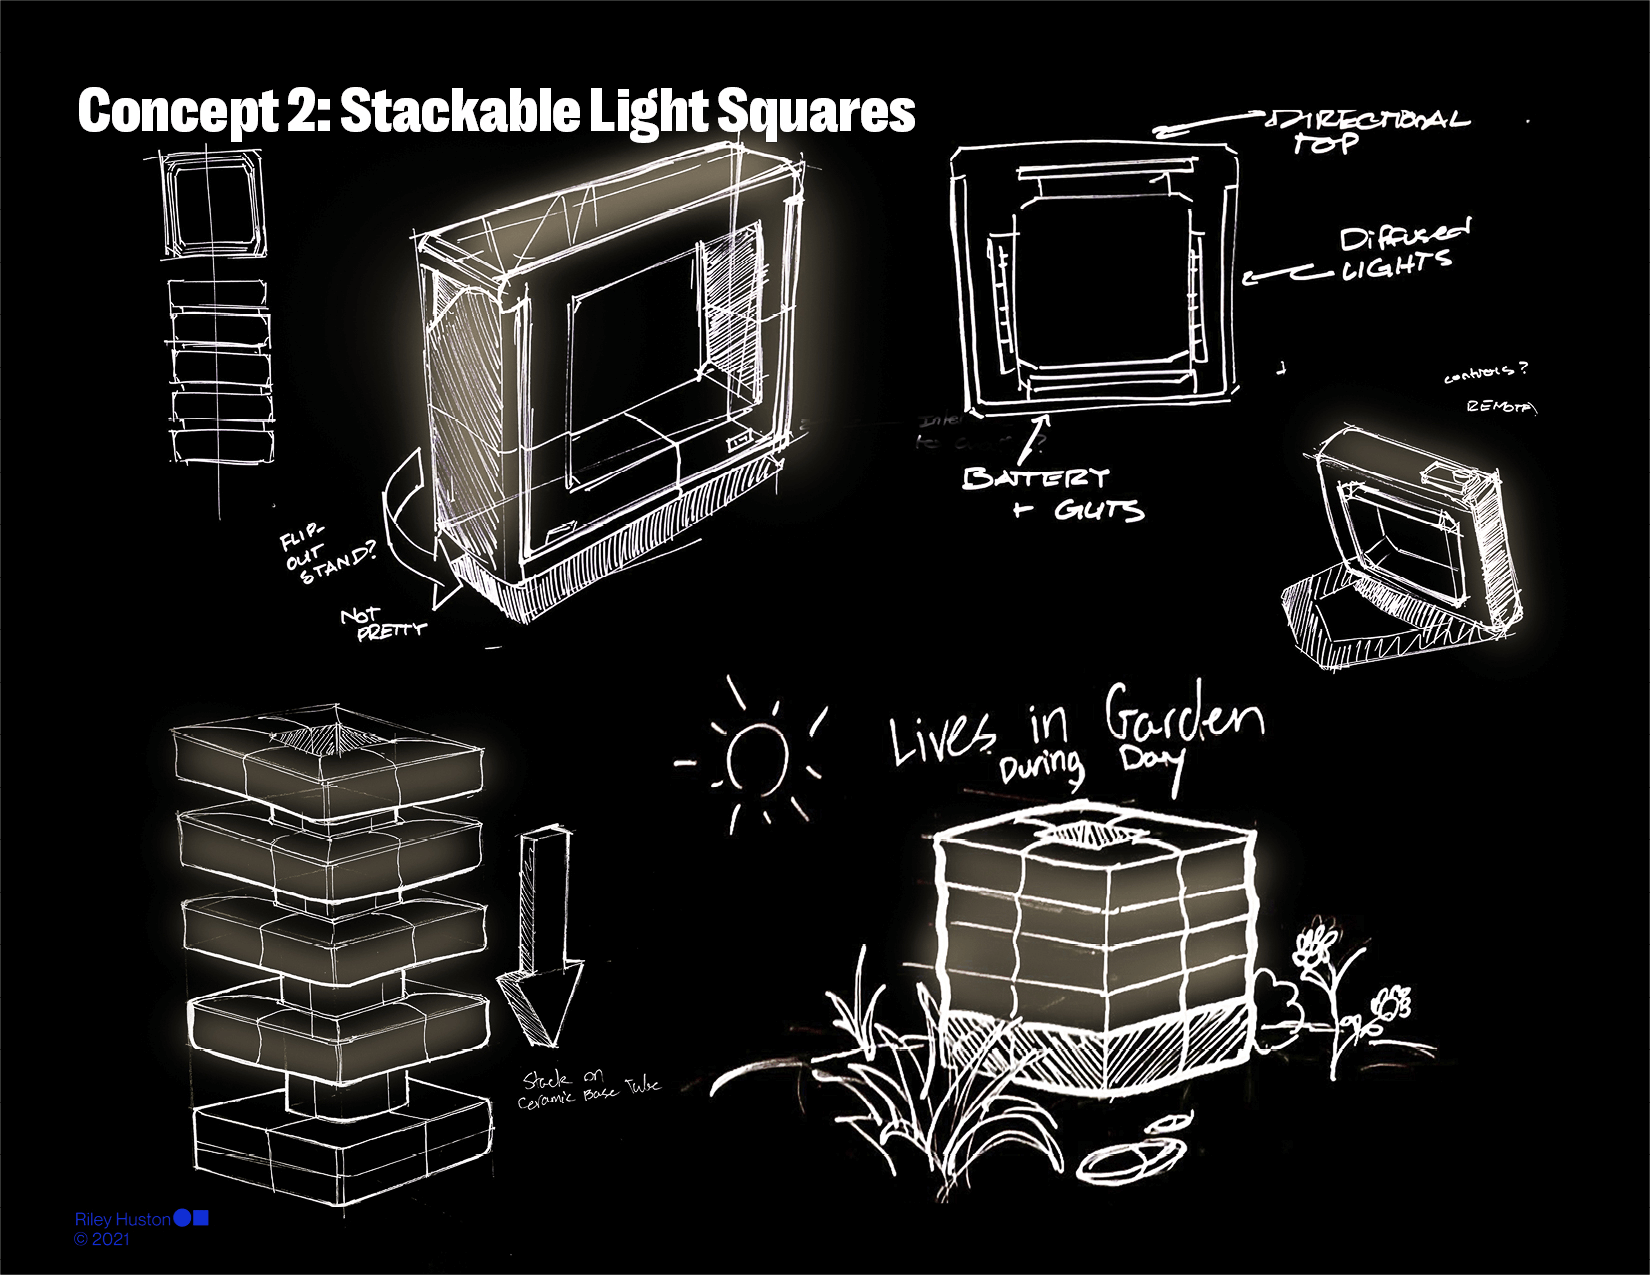 Concept 2: Stackable Light Squares
DIRECTIONAL
TOP
Diffused
LIGHTS
controls?
REMOTE
BATTERY
+ GUTS
FLIP-
OUT
STAND?
NOT
PRETTY
Lives in Garden
During Day
Stack on
Ceramic Base Tube
Riley Huston
© 2021